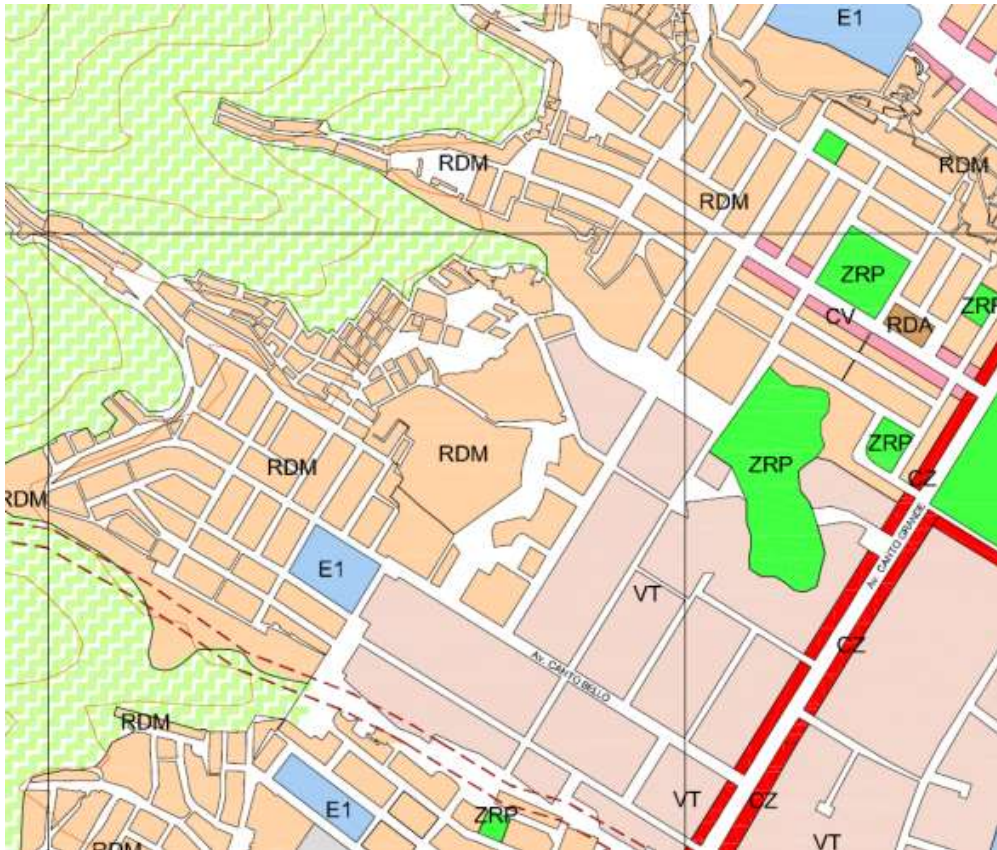 E1
RDM
RDM
RDM
ZRP
ZRP
CV
RDA
ZRP
RDM
RDM
RDM
ZRP
CZ
Av. CANTO GRANDE
E1
VT
CZ
Av. CANTO BELLO
RDM
VT
CZ
E1
ZRP
VT
RDM